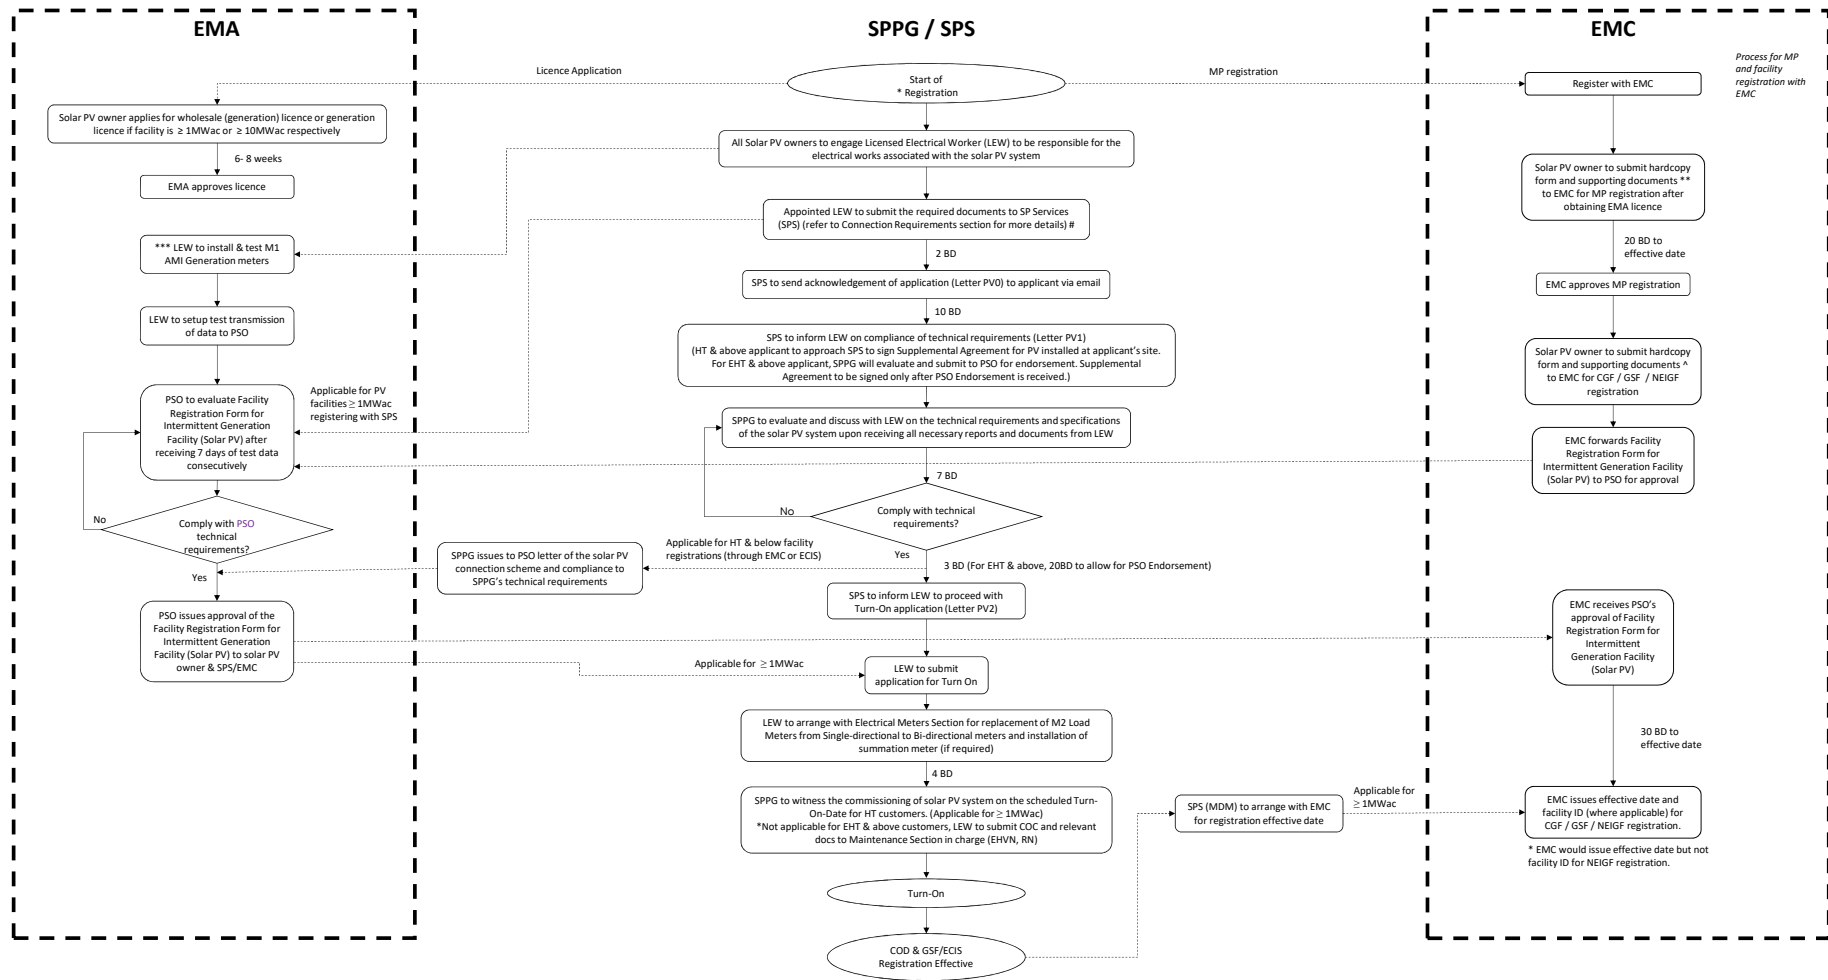 EMA
Solar PV owner applies for wholesale (generation) licence or generation
licence if facility is ≥ 1MWac or ≥ 10MWac respectively
6- 8 weeks
EMA approves licence
*** LEW to install & test M1
AMI Generation meters
LEW to setup test transmission
of data to PSO
PSO to evaluate Facility
Registration Form for
Intermittent Generation
Facility (Solar PV) after
receiving 7 days of test data
consecutively
No
Comply with PSO
technical
requirements?
Yes
PSO issues approval of the
Facility Registration Form for
Intermittent Generation
Facility (Solar PV) to solar PV
owner & SPS/EMC
SPPG / SPS
Licence Application
Start of
* Registration
MP registration
All Solar PV owners to engage Licensed Electrical Worker (LEW) to be responsible for the
electrical works associated with the solar PV system
Appointed LEW to submit the required documents to SP Services
(SPS) (refer to Connection Requirements section for more details) #
2 BD
SPS to send acknowledgement of application (Letter PV0) to applicant via email
10 BD
SPS to inform LEW on compliance of technical requirements (Letter PV1)
(HT & above applicant to approach SPS to sign Supplemental Agreement for PV installed at applicant's site.
For EHT & above applicant, SPPG will evaluate and submit to PSO for endorsement. Supplemental
Agreement to be signed only after PSO Endorsement is received.)
Applicable for PV
facilities ≥ 1MWac
registering with SPS
SPPG to evaluate and discuss with LEW on the technical requirements and specifications
of the solar PV system upon receiving all necessary reports and documents from LEW
7 BD
No
Comply with technical
requirements?
Yes
Applicable for HT & below facility
registrations (through EMC or ECIS)
SPPG issues to PSO letter of the solar PV
connection scheme and compliance to
SPPG's technical requirements
3 BD (For EHT & above, 20BD to allow for PSO Endorsement)
SPS to inform LEW to proceed with
Turn-On application (Letter PV2)
Applicable for ≥ 1MWac
LEW to submit
application for Turn On
LEW to arrange with Electrical Meters Section for replacement of M2 Load
Meters from Single-directional to Bi-directional meters and installation of
summation meter (if required)
4 BD
SPPG to witness the commissioning of solar PV system on the scheduled Turn-
On-Date for HT customers. (Applicable for ≥ 1MWac)
*Not applicable for EHT & above customers, LEW to submit COC and relevant
docs to Maintenance Section in charge (EHVN, RN)
Turn-On
COD & GSF/ECIS
Registration Effective
SPS (MDM) to arrange with EMC
for registration effective date
Applicable for
≥ 1MWac
EMC
Process for MP
and facility
registration with
EMC
Register with EMC
Solar PV owner to submit hardcopy
form and supporting documents **
to EMC for MP registration after
obtaining EMA licence
20 BD to
effective date
EMC approves MP registration
Solar PV owner to submit hardcopy
form and supporting documents ^
to EMC for CGF / GSF / NEIGF
registration
EMC forwards Facility
Registration Form for
Intermittent Generation Facility
(Solar PV) to PSO for approval
EMC receives PSO's
approval of Facility
Registration Form for
Intermittent
Generation Facility
(Solar PV)
30 BD to
effective date
EMC issues effective date and
facility ID (where applicable) for
CGF / GSF / NEIGF registration.
* EMC would issue effective date but not
facility ID for NEIGF registration.